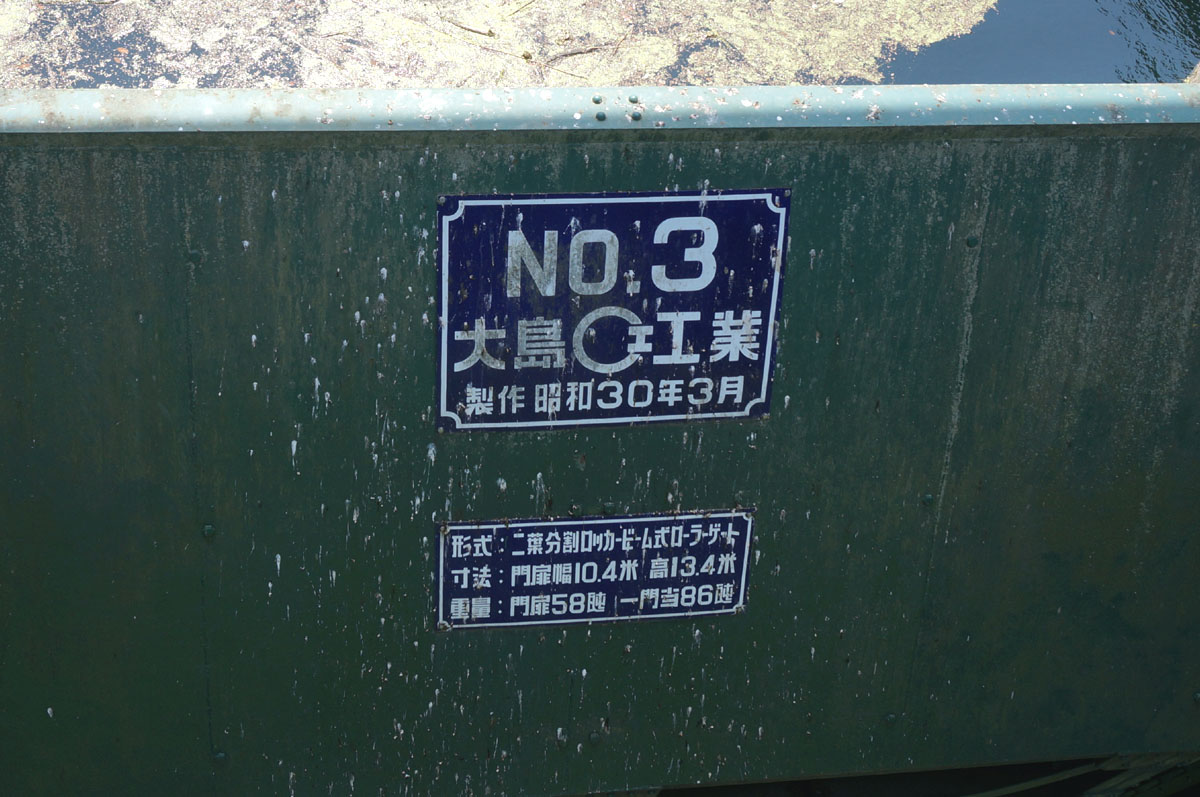 NO.3
大島工業
製作 昭和30年3月
形式：二葉分割ロッカービーム式ローラーゲート
寸法：門扉幅10.4米 高13.4米
重量：門扉58瓲 一門当86瓲